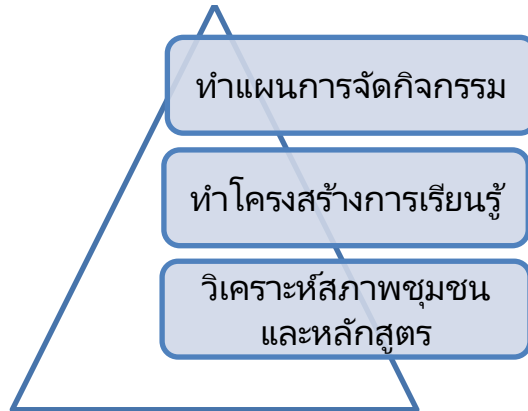 ทำแผนการจัดกิจกรรม
ทำโครงสร้างการเรียนรู้
วิเคราะห์สภาพชุมชน
และหลักสูตร